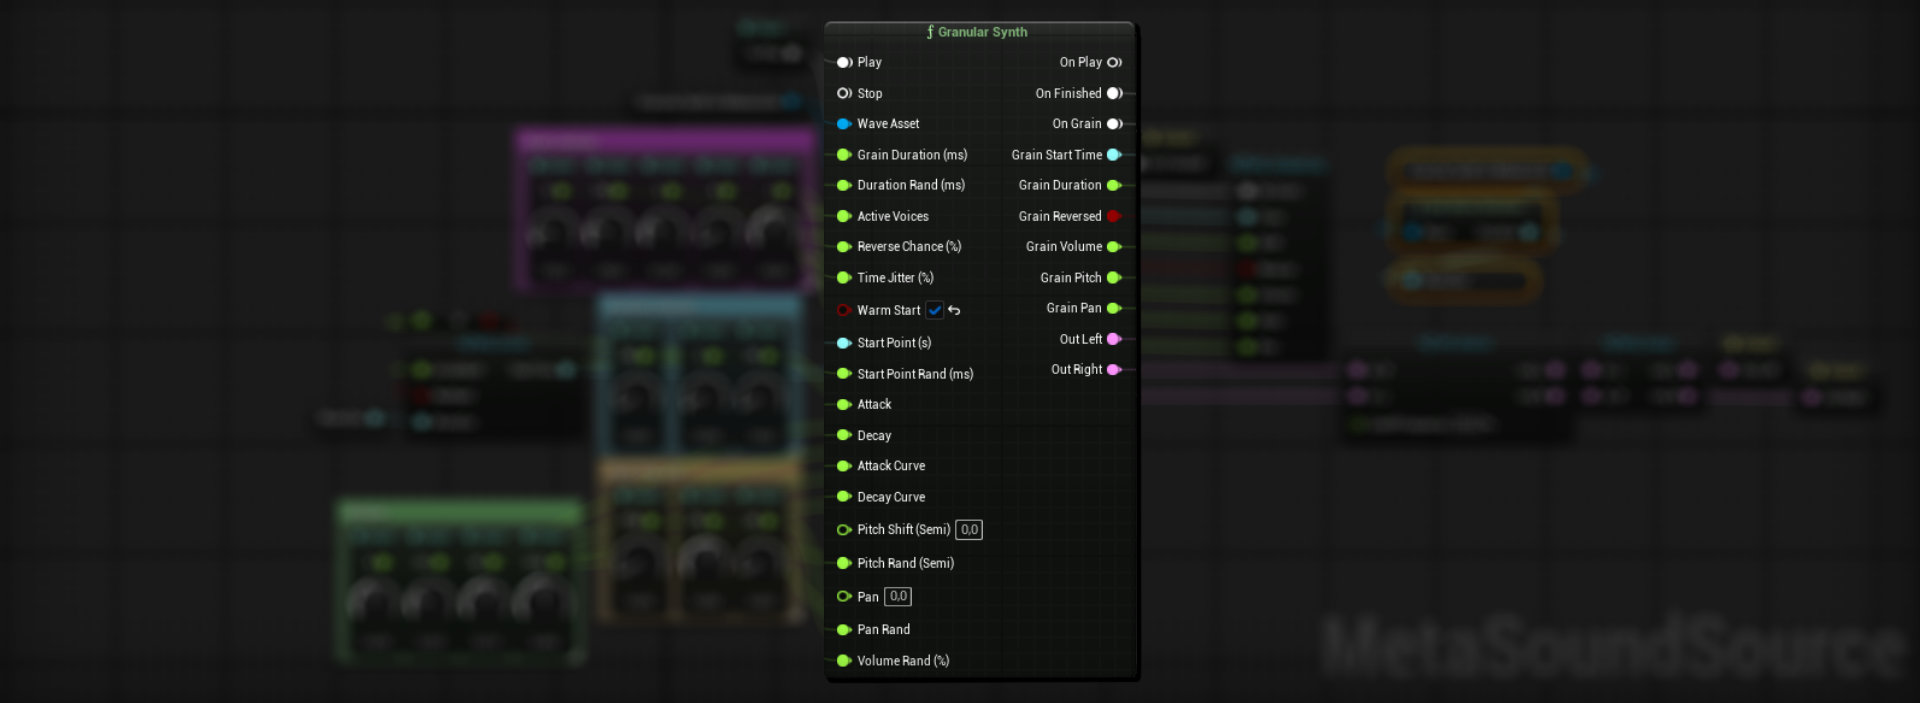 Granular Synth
Play
Stop
Wave Asset
Grain Duration (ms)
Duration Rand (ms)
Active Voices
Reverse Chance (%)
Time Jitter (%)
Warm Start
Start Point (s)
Start Point Rand (ms)
Attack
Decay
Attack Curve
Decay Curve
Pitch Shift (Semi) 0,0
Pitch Rand (Semi)
Pan 0,0
Pan Rand
Volume Rand (%)
On Play
On Finished
On Grain
Grain Start Time
Grain Duration
Grain Reversed
Grain Volume
Grain Pitch
Grain Pan
Out Left
Out Right
MetaSoundSource